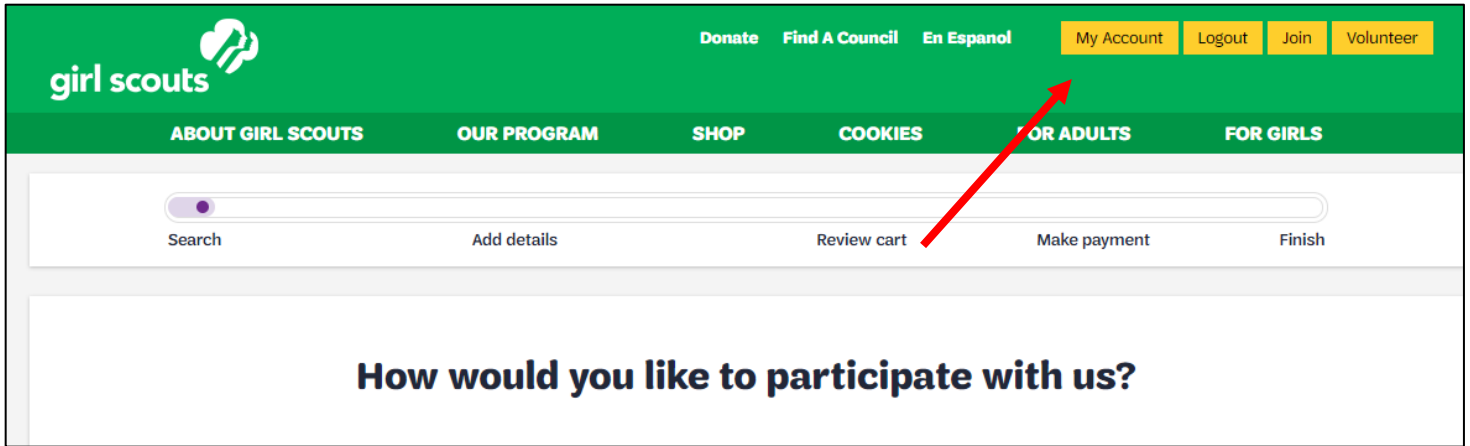 girl scouts
Donate Find A Council En Espanol My Account Logout Join Volunteer
ABOUT GIRL SCOUTS OUR PROGRAM SHOP COOKIES FOR ADULTS FOR GIRLS
Search Add details Review cart Make payment Finish
How would you like to participate with us?